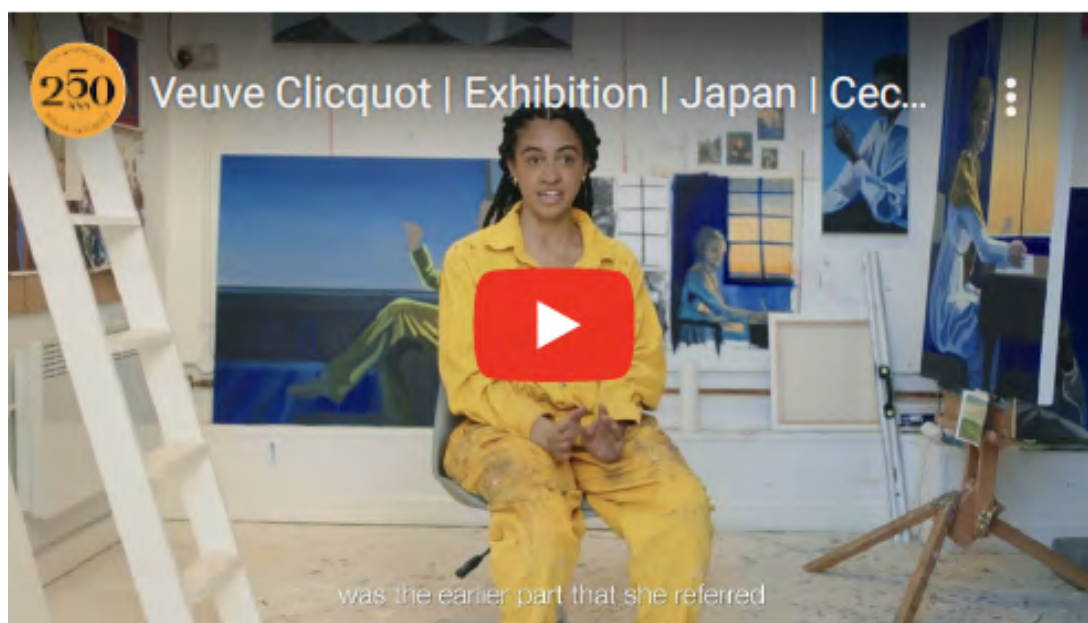 250
Veuve Clicquot | Exhibition | Japan | Cec...
was the earlier part that she referred